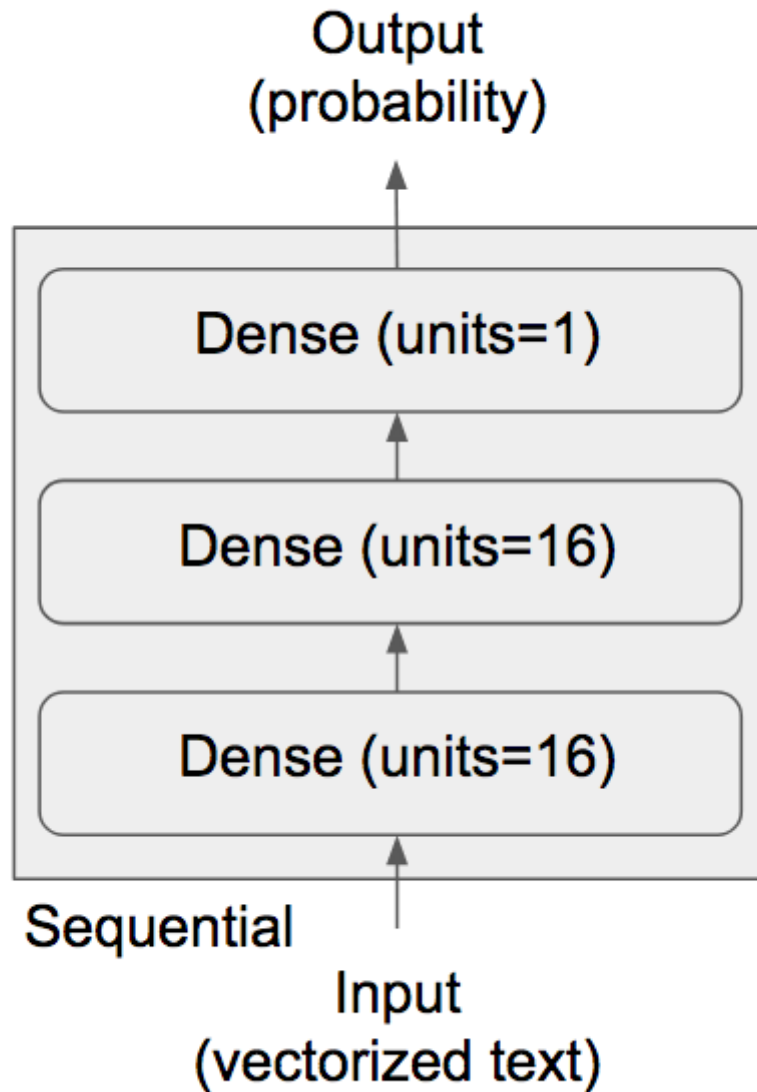 Output
(probability)
Dense (units=1)
Dense (units=16)
Dense (units=16)
Sequential
Input
(vectorized text)